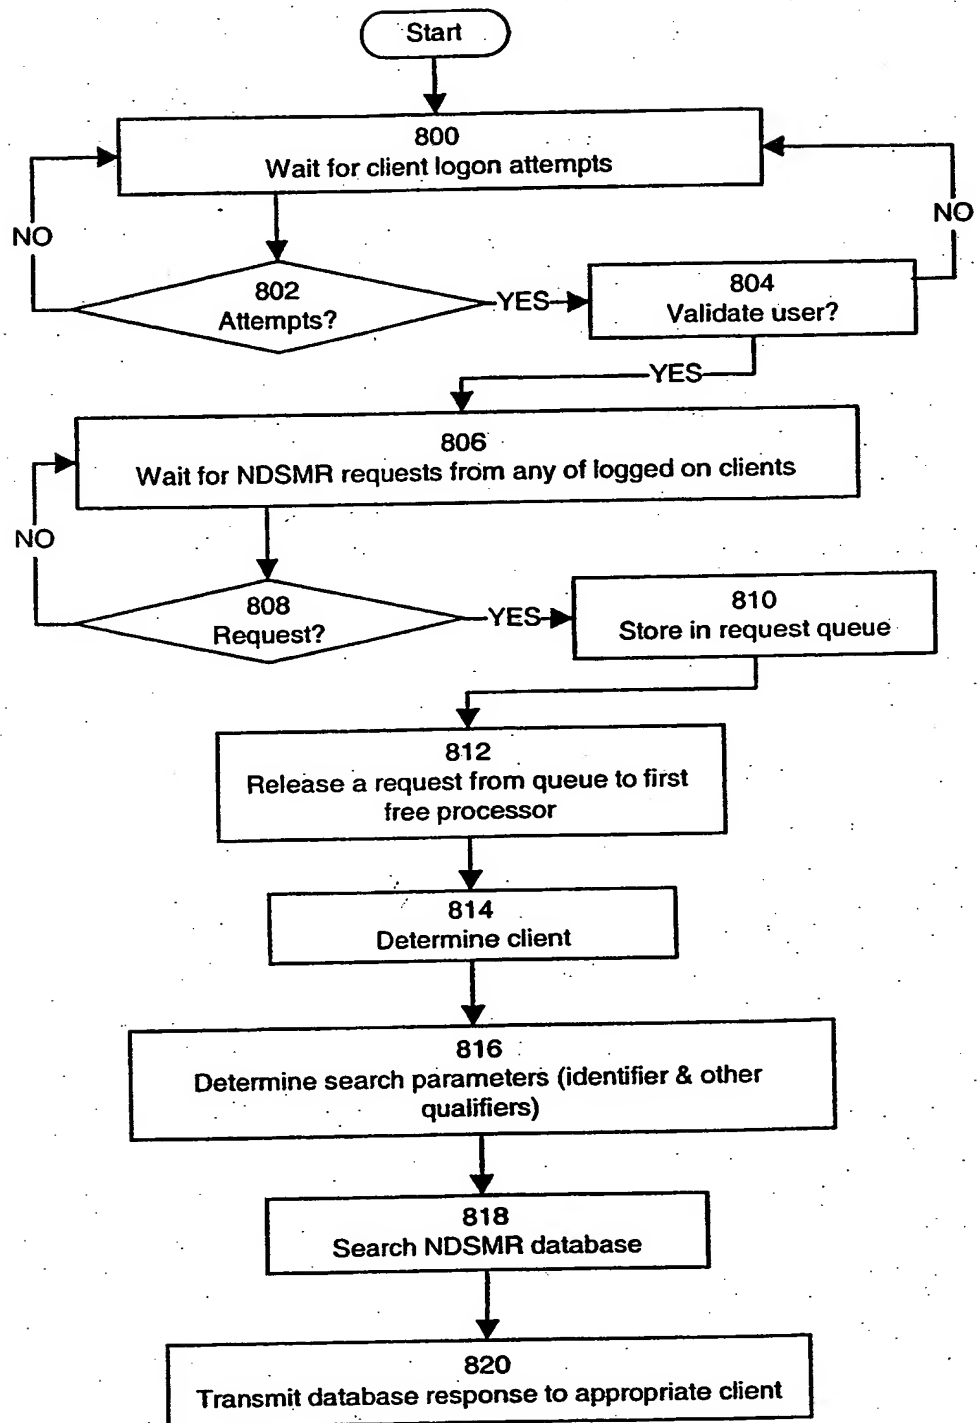 Start
800
Wait for client logon attempts
NO
NO
802
Attempts?
YES
804
Validate user?
YES
806
Wait for NDSMR requests from any of logged on clients
NO
808
Request?
YES
810
Store in request queue
812
Release a request from queue to first
free processor
814
Determine client
816
Determine search parameters (identifier & other
qualifiers)
818
Search NDSMR database
820
Transmit database response to appropriate client